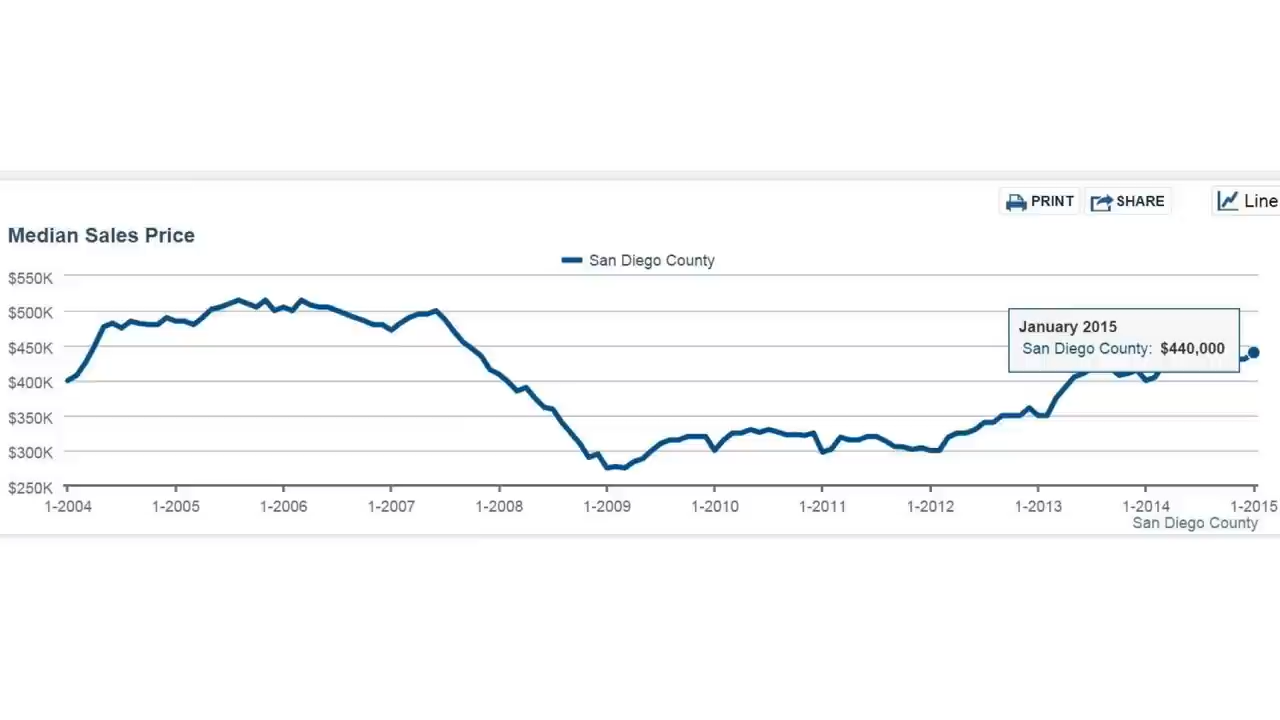 PRINT SHARE Line
Median Sales Price
San Diego County
$550K
$500K
$450K
$400K
$350K
$300K
$250K
January 2015
San Diego County: $440,000
1-2004 1-2005 1-2006 1-2007 1-2008 1-2009 1-2010 1-2011 1-2012 1-2013 1-2014 1-2015
San Diego County